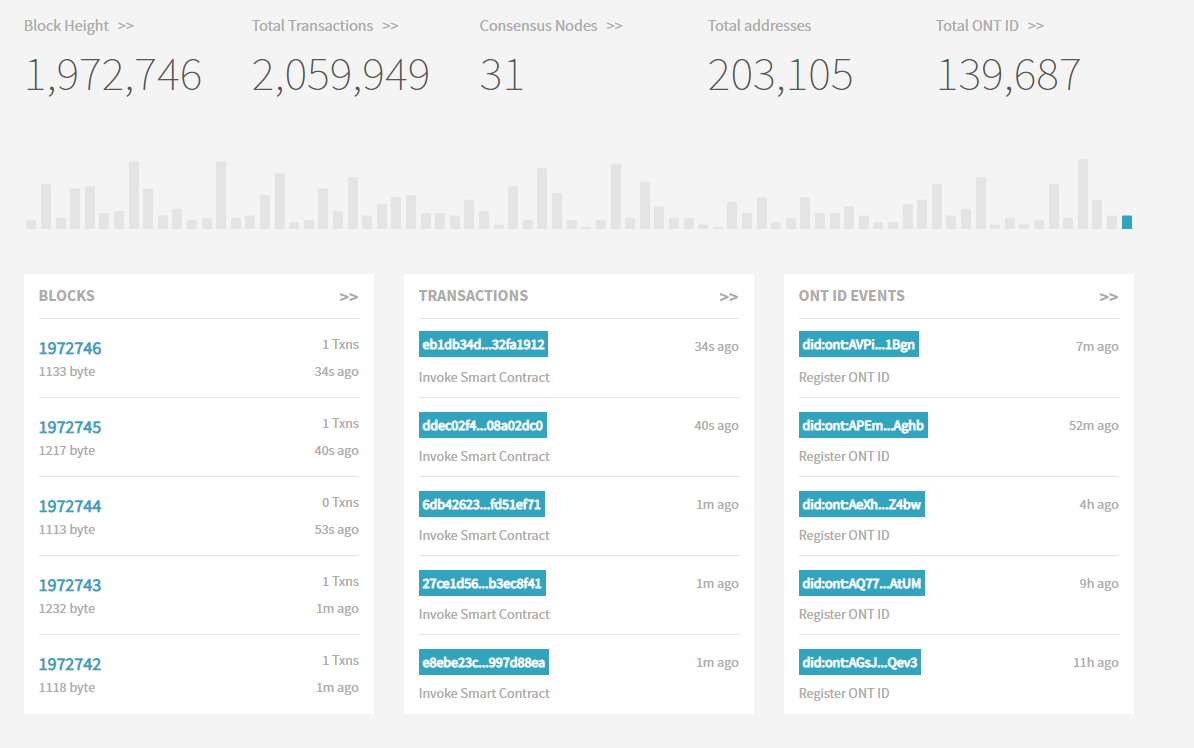 Block Height >>
Total Transactions >>
Consensus Nodes >>
Total addresses
Total ONT ID >>
1,972,746
2,059,949
31
203,105
139,687
BLOCKS >>
1972746 1 Txns
1133 byte 34s ago
1972745 1 Txns
1217 byte 40s ago
1972744 0 Txns
1113 byte 53s ago
1972743 1 Txns
1232 byte 1m ago
1972742 1 Txns
1118 byte 1m ago
TRANSACTIONS >>
eb1db34d...32fa1912 34s ago
Invoke Smart Contract
ddec02f4...08a02dc0 40s ago
Invoke Smart Contract
6db42623...fd51ef71 1m ago
Invoke Smart Contract
27ce1d56...b3ec8f41 1m ago
Invoke Smart Contract
e8ebe23c...997d88ea 1m ago
Invoke Smart Contract
ONT ID EVENTS >>
did:ont:AVPi...1Bgn 7m ago
Register ONT ID
did:ont:APEm...Aghb 52m ago
Register ONT ID
did:ont:AeXh...Z4bw 4h ago
Register ONT ID
did:ont:AQ77...AtUM 9h ago
Register ONT ID
did:ont:AGsJ...Qev3 11h ago
Register ONT ID